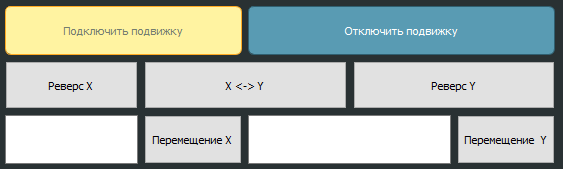 Подключить подвижку
Отключить подвижку
Реверс X
X <-> Y
Реверс Y
Перемещение X
Перемещение Y